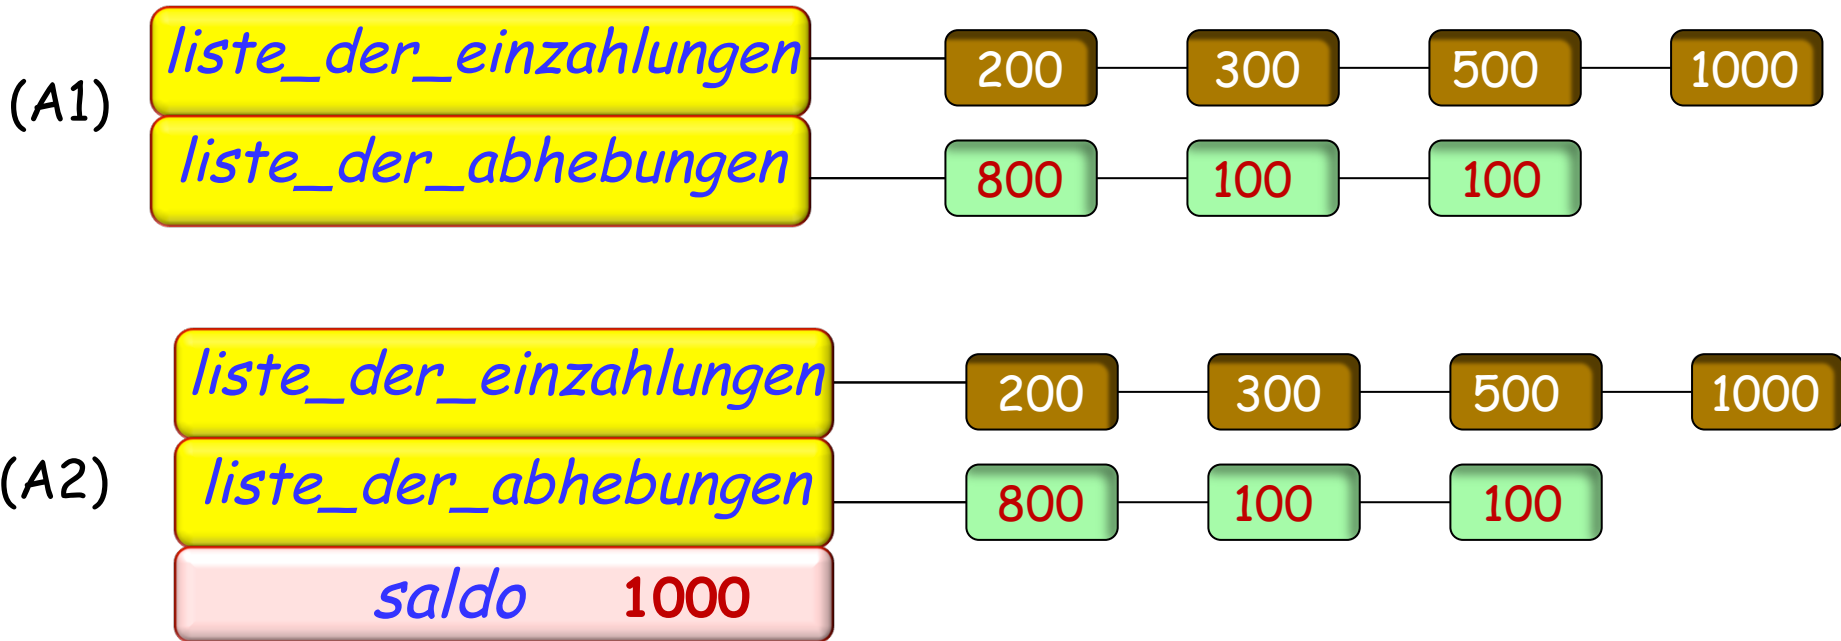 liste_der_einzahlungen 200 300 500 1000
(A1)
liste_der_abhebungen 800 100 100
liste_der_einzahlungen 200 300 500 1000
(A2)
liste_der_abhebungen 800 100 100
saldo 1000